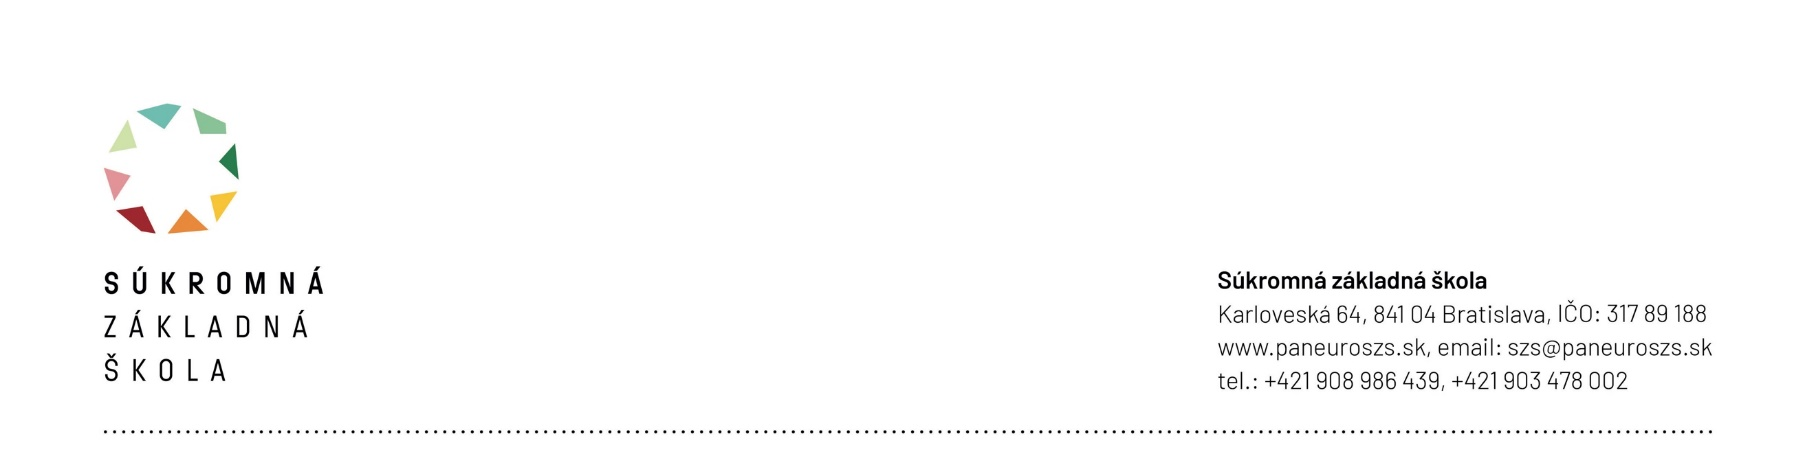 SÚKROMNÁ
ZÁKLADNÁ
ŠKOLA
Súkromná základná škola
Karloveská 64, 841 04 Bratislava, IČO: 317 89 188
www.paneuroszs.sk, email: szs@paneuroszs.sk
tel.: +421 908 986 439, +421 903 478 002